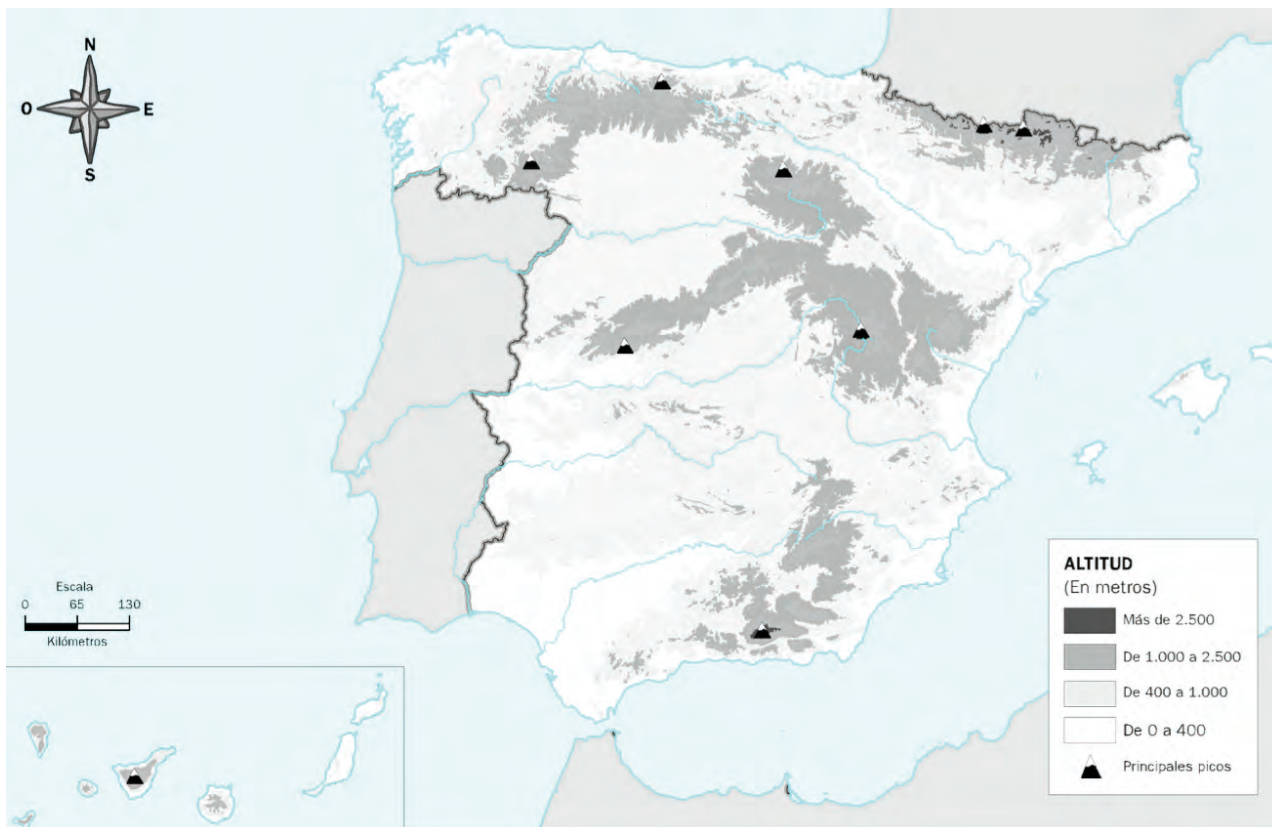 N
O
E
S
Escala
0 65 130
Kilómetros
ALTITUD
(En metros)
Más de 2.500
De 1.000 a 2.500
De 400 a 1.000
De 0 a 400
Principales picos